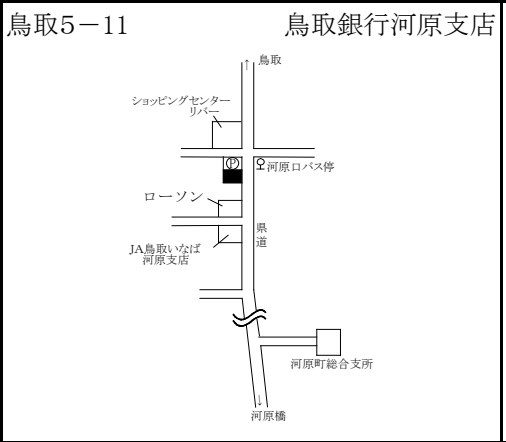 鳥取5−11
鳥取銀行河原支店
↑ 鳥取
ショッピングセンター
リバー
Ⓟ
河原口バス停
ローソン
県道
JA鳥取いなば
河原支店
河原町総合支所
↓
河原橋